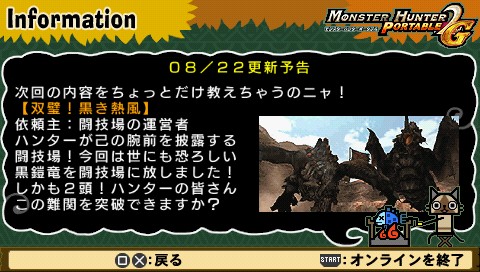 Information
MONSTER HUNTER
PORTABLE 2nd G
08/22更新予告
次回の内容をちょっとだけ教えちゃうのニャ!
【双璧!黒き熱風】
依頼主:闘技場の運営者
ハンターが己の腕前を披露する
闘技場!今回は世にも恐ろしい
黒鎧竜を闘技場に放しました!
しかも2頭!ハンターの皆さん
この難関を突破できますか?
○×:戻る
START:オンラインを終了